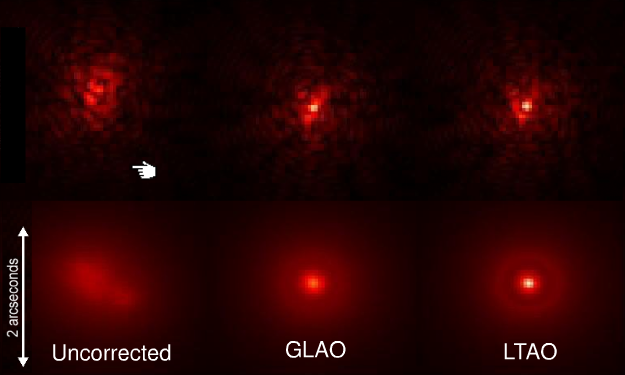 2 arcseconds
Uncorrected
GLAO
LTAO